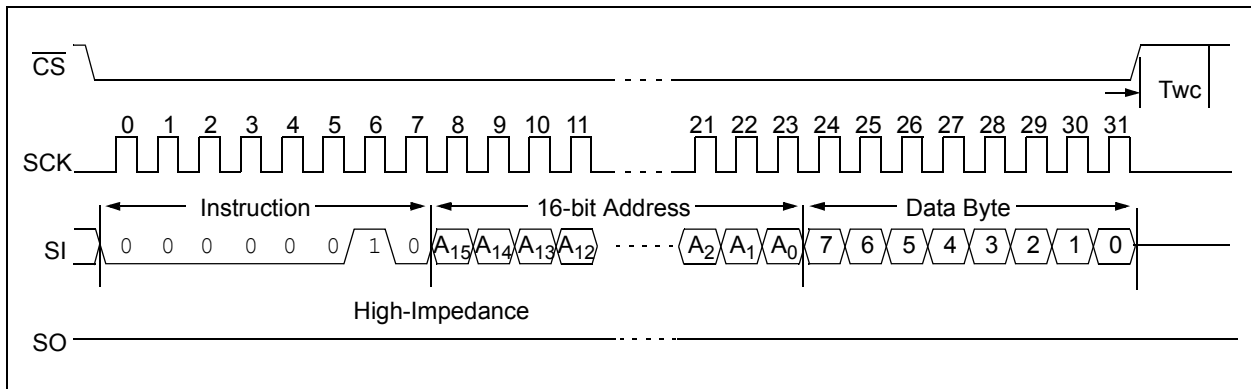 CS
Twc
0 1 2 3 4 5 6 7 8 9 10 11 21 22 23 24 25 26 27 28 29 30 31
SCK
Instruction 16-bit Address Data Byte
SI 0 0 0 0 0 0 1 0 A15 A14 A13 A12 A2 A1 A0 7 6 5 4 3 2 1 0
High-Impedance
SO